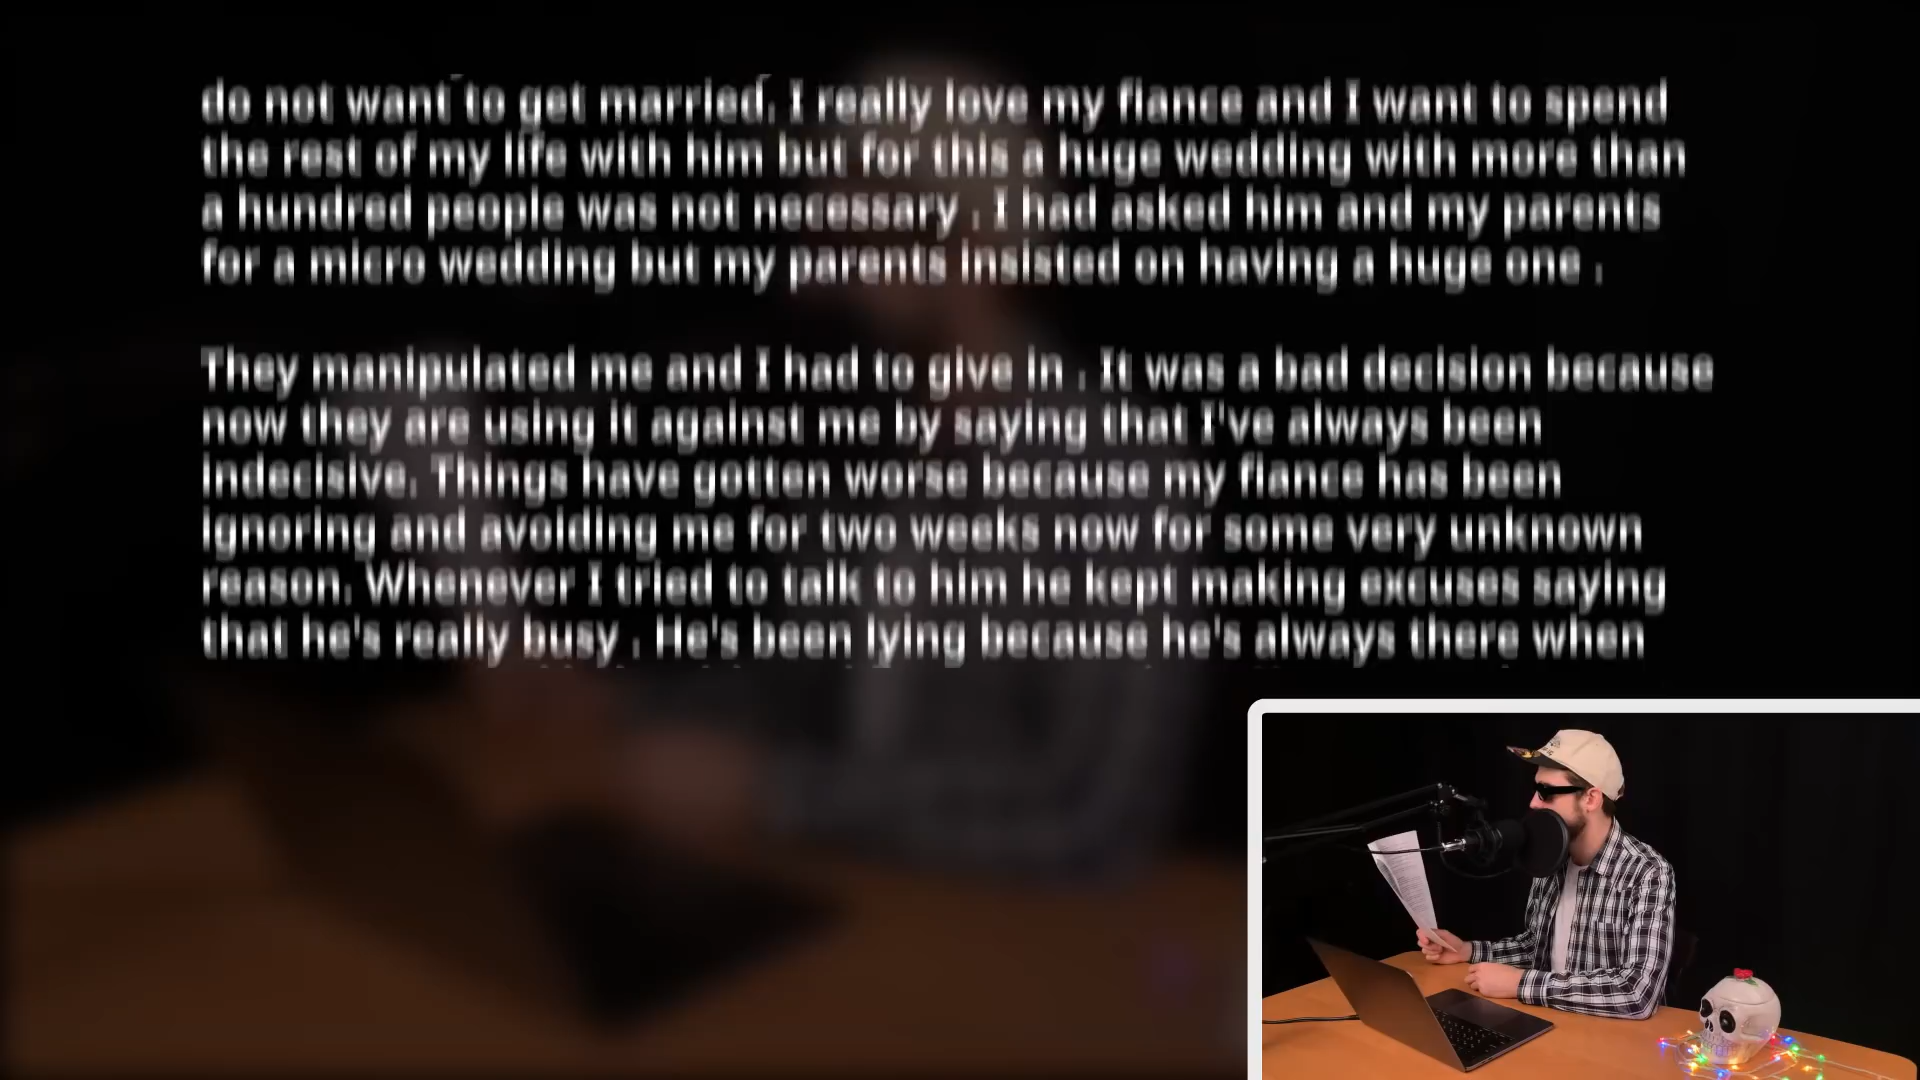 do not want to get married. I really love my fiance and I want to spend
the rest of my life with him but for this a huge wedding with more than
a hundred people was not necessary . I had asked him and my parents
for a micro wedding but my parents insisted on having a huge one .
They manipulated me and I had to give in . It was a bad decision because
now they are using it against me by saying that I've always been
indecisive. Things have gotten worse because my fiance has been
ignoring and avoiding me for two weeks now for some very unknown
reason. Whenever I tried to talk to him he kept making excuses saying
that he's really busy . He's been lying because he's always there when